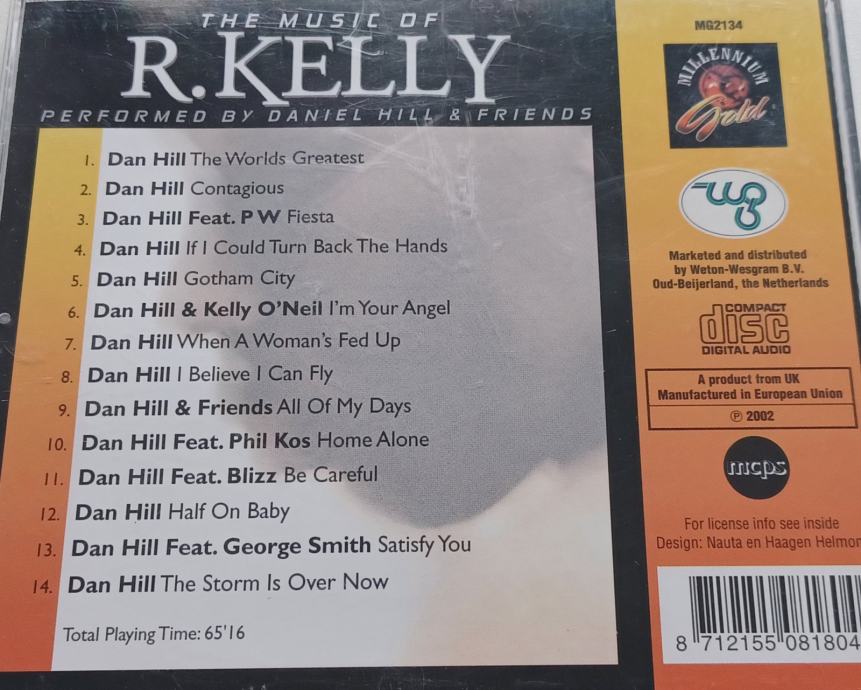 THE MUSIC OF
R.KELLY
PERFORMED BY DANIEL HILL & FRIENDS
1. Dan Hill The Worlds Greatest
2. Dan Hill Contagious
3. Dan Hill Feat. P W Fiesta
4. Dan Hill If I Could Turn Back The Hands
5. Dan Hill Gotham City
6. Dan Hill & Kelly O'Neil I'm Your Angel
7. Dan Hill When A Woman's Fed Up
8. Dan Hill I Believe I Can Fly
9. Dan Hill & Friends All Of My Days
10. Dan Hill Feat. Phil Kos Home Alone
11. Dan Hill Feat. Blizz Be Careful
12. Dan Hill Half On Baby
13. Dan Hill Feat. George Smith Satisfy You
14. Dan Hill The Storm Is Over Now
Total Playing Time: 65'16
MG2134
MILLENNIUM
Gold
wg
Marketed and distributed
by Weton-Wesgram B.V.
Oud-Beijerland, the Netherlands
COMPACT
disc
DIGITAL AUDIO
A product from UK
Manufactured in European Union
℗ 2002
mcps
For license info see inside
Design: Nauta en Haagen Helmon
8 712155 081804